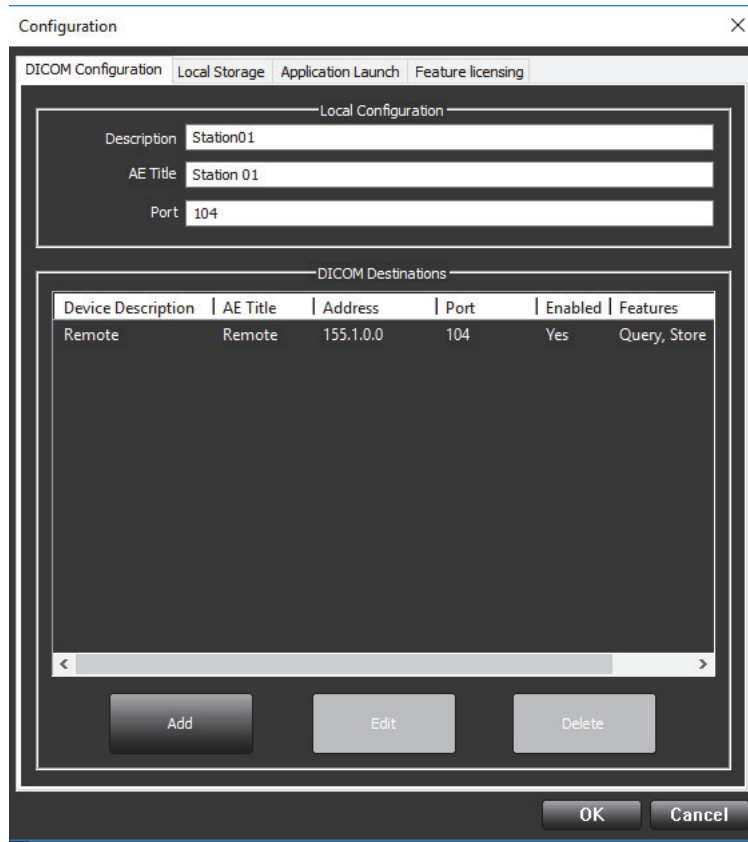 Configuration
DICOM Configuration Local Storage Application Launch Feature licensing
Local Configuration
Description Station01
AE Title Station 01
Port 104
DICOM Destinations
Device Description AE Title Address Port Enabled Features
Remote Remote 155.1.0.0 104 Yes Query, Store
Add Edit Delete
OK Cancel